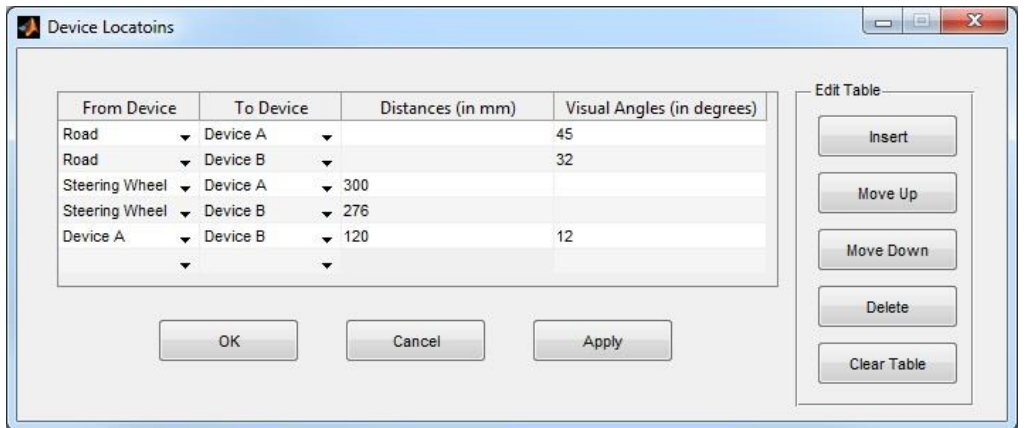 Device Locatoins
From Device To Device Distances (in mm) Visual Angles (in degrees)
Road Device A 45
Road Device B 32
Steering Wheel Device A 300
Steering Wheel Device B 276
Device A Device B 120 12
OK Cancel Apply
Edit Table
Insert
Move Up
Move Down
Delete
Clear Table